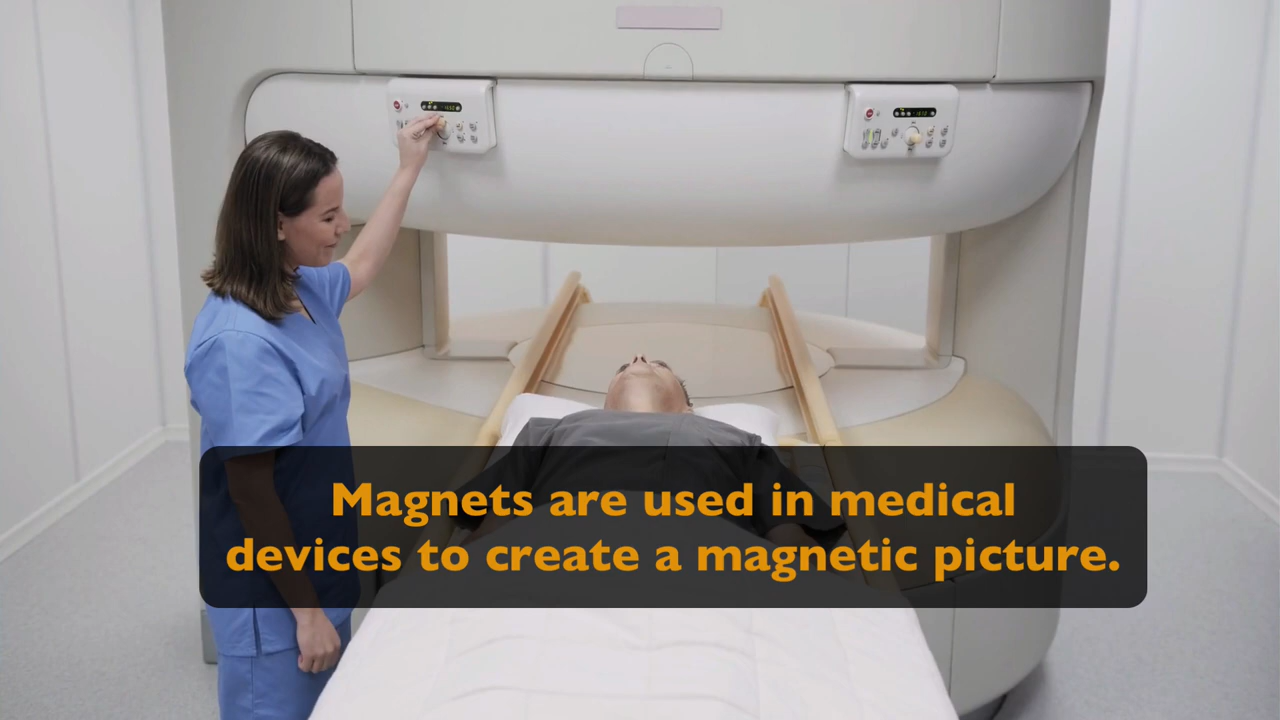 Magnets are used in medical
devices to create a magnetic picture.